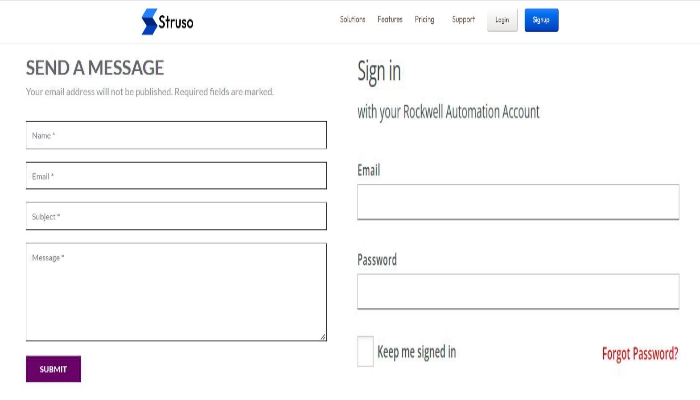 Struso
Solutions Features Pricing Support Login Signup
SEND A MESSAGE
Your email address will not be published. Required fields are marked.
Name *
Email *
Subject *
Message *
SUBMIT
Sign in
with your Rockwell Automation Account
Email
Password
Keep me signed in Forgot Password?